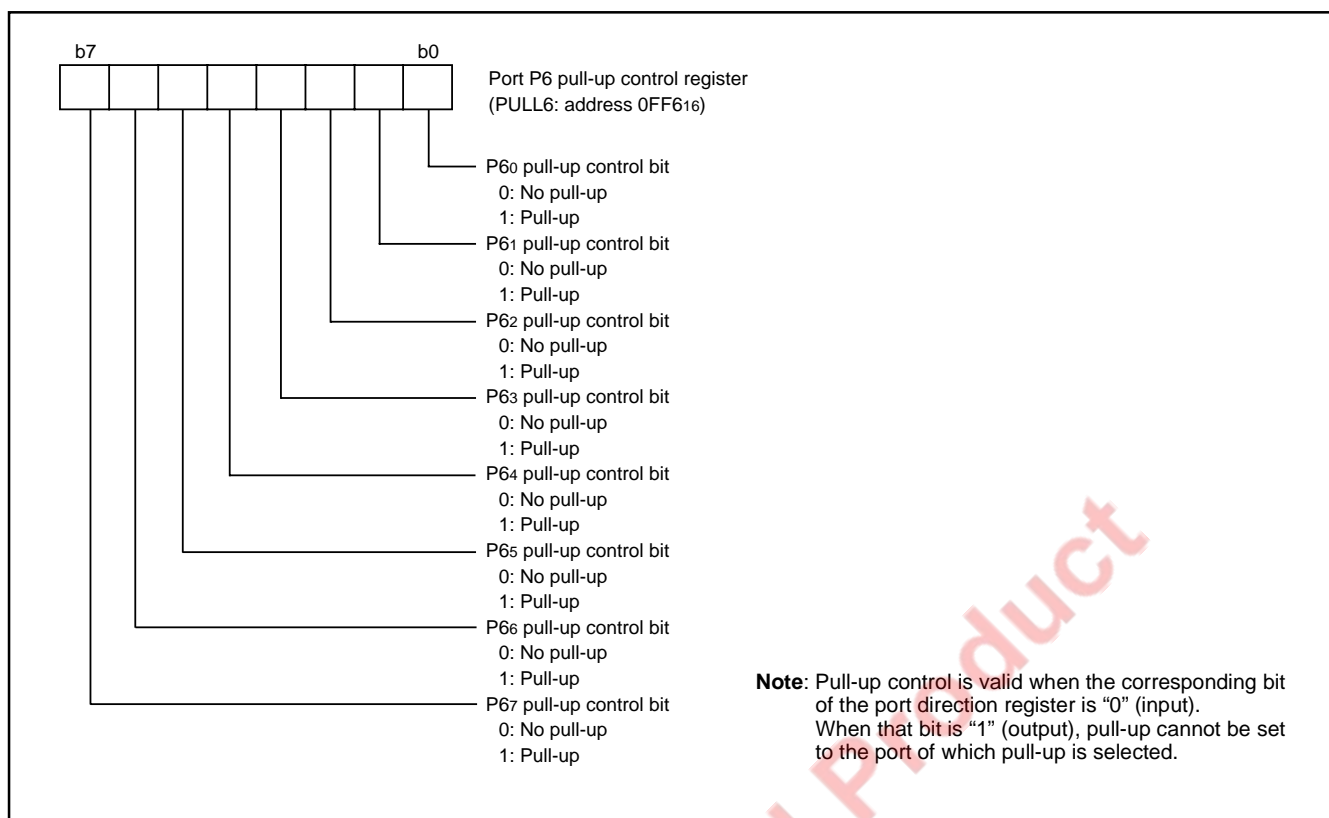 b7 b0
Port P6 pull-up control register
(PULL6: address 0FF616)
P60 pull-up control bit
0: No pull-up
1: Pull-up
P61 pull-up control bit
0: No pull-up
1: Pull-up
P62 pull-up control bit
0: No pull-up
1: Pull-up
P63 pull-up control bit
0: No pull-up
1: Pull-up
P64 pull-up control bit
0: No pull-up
1: Pull-up
P65 pull-up control bit
0: No pull-up
1: Pull-up
P66 pull-up control bit
0: No pull-up
1: Pull-up
P67 pull-up control bit
0: No pull-up
1: Pull-up
Note: Pull-up control is valid when the corresponding bit
of the port direction register is “0” (input).
When that bit is “1” (output), pull-up cannot be set
to the port of which pull-up is selected.
Product